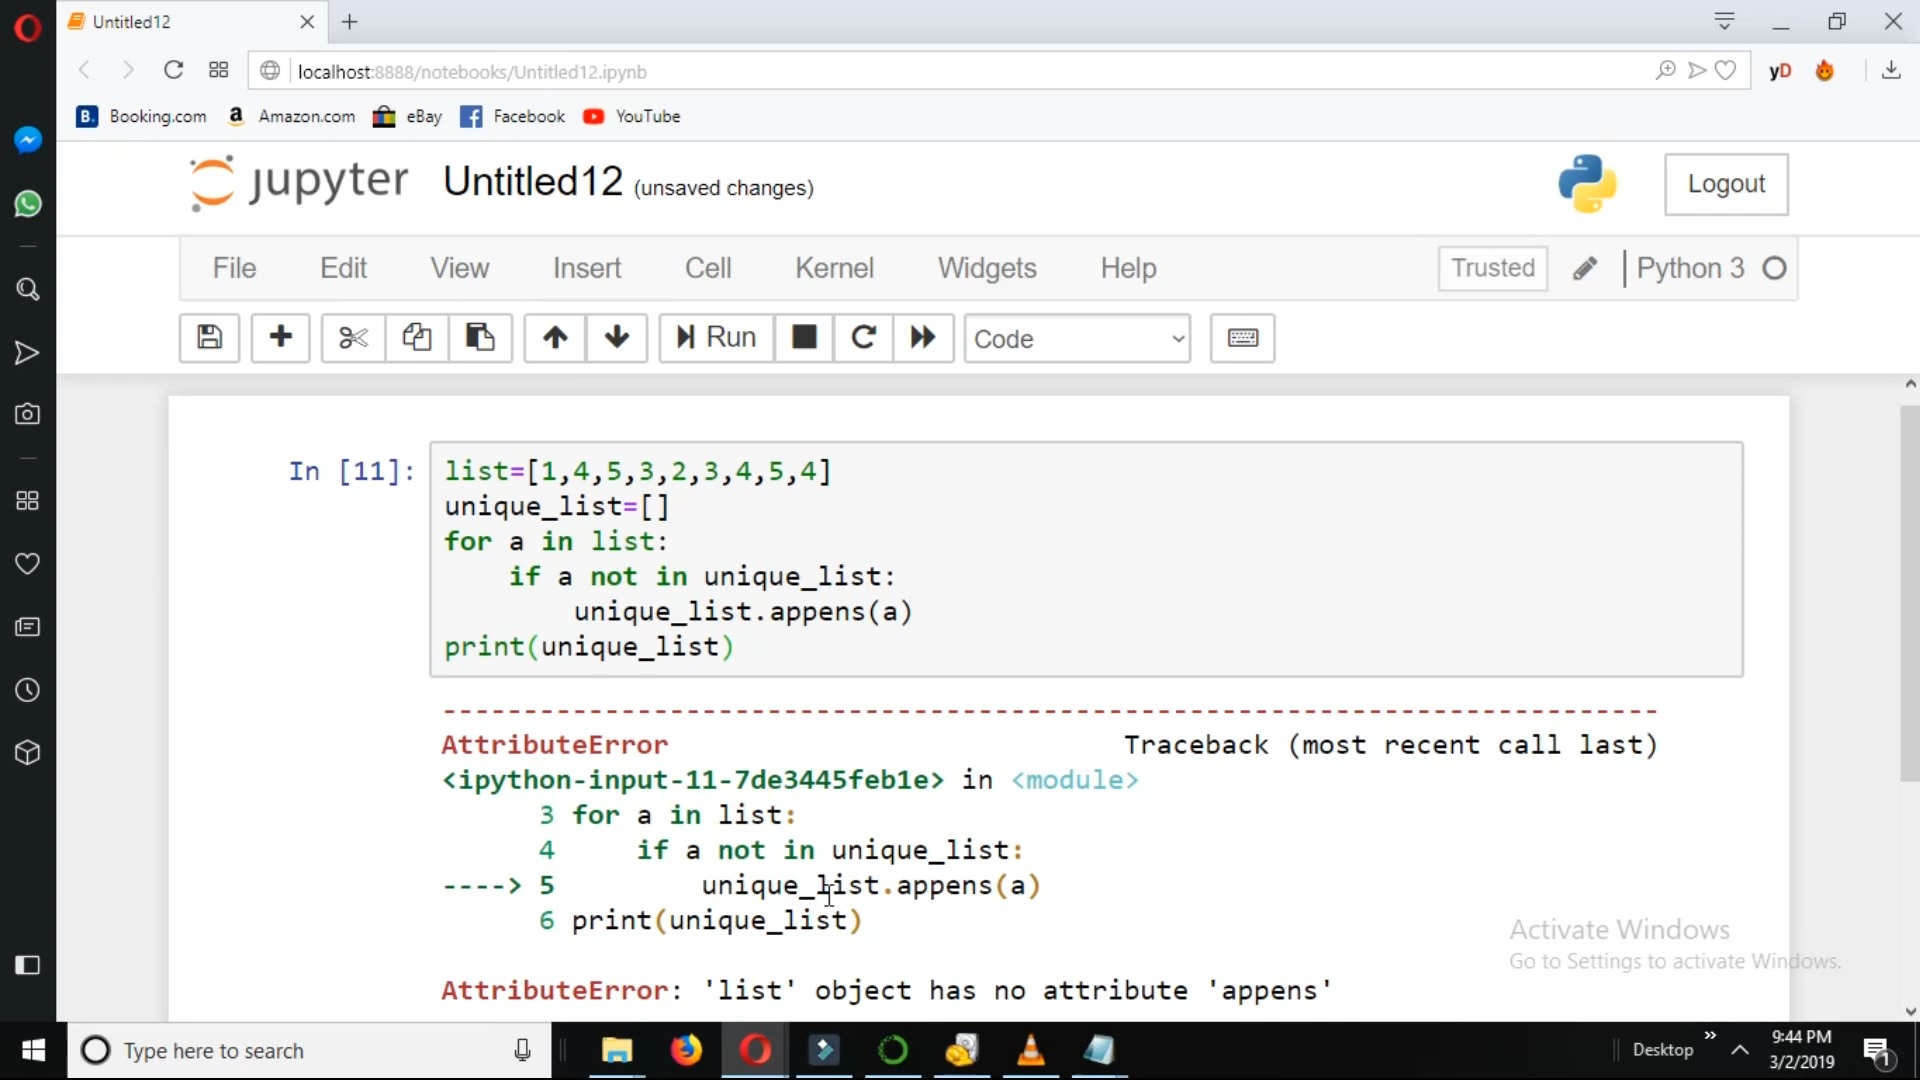 Untitled12
localhost:8888/notebooks/Untitled12.ipynb
yD
B. Booking.com a Amazon.com eBay Facebook YouTube
jupyter Untitled12 (unsaved changes)
Logout
File Edit View Insert Cell Kernel Widgets Help Trusted Python 3
Run Code
In [11]: list=[1,4,5,3,2,3,4,5,4]
unique_list=[]
for a in list:
    if a not in unique_list:
        unique_list.appens(a)
print(unique_list)
---------------------------------------------------------------------------
AttributeError Traceback (most recent call last)
<ipython-input-11-7de3445feb1e> in <module>
      3 for a in list:
      4     if a not in unique_list:
----> 5         unique_list.appens(a)
      6 print(unique_list)
Activate Windows
Go to Settings to activate Windows.
AttributeError: 'list' object has no attribute 'appens'
Type here to search
Desktop
9:44 PM
3/2/2019
1